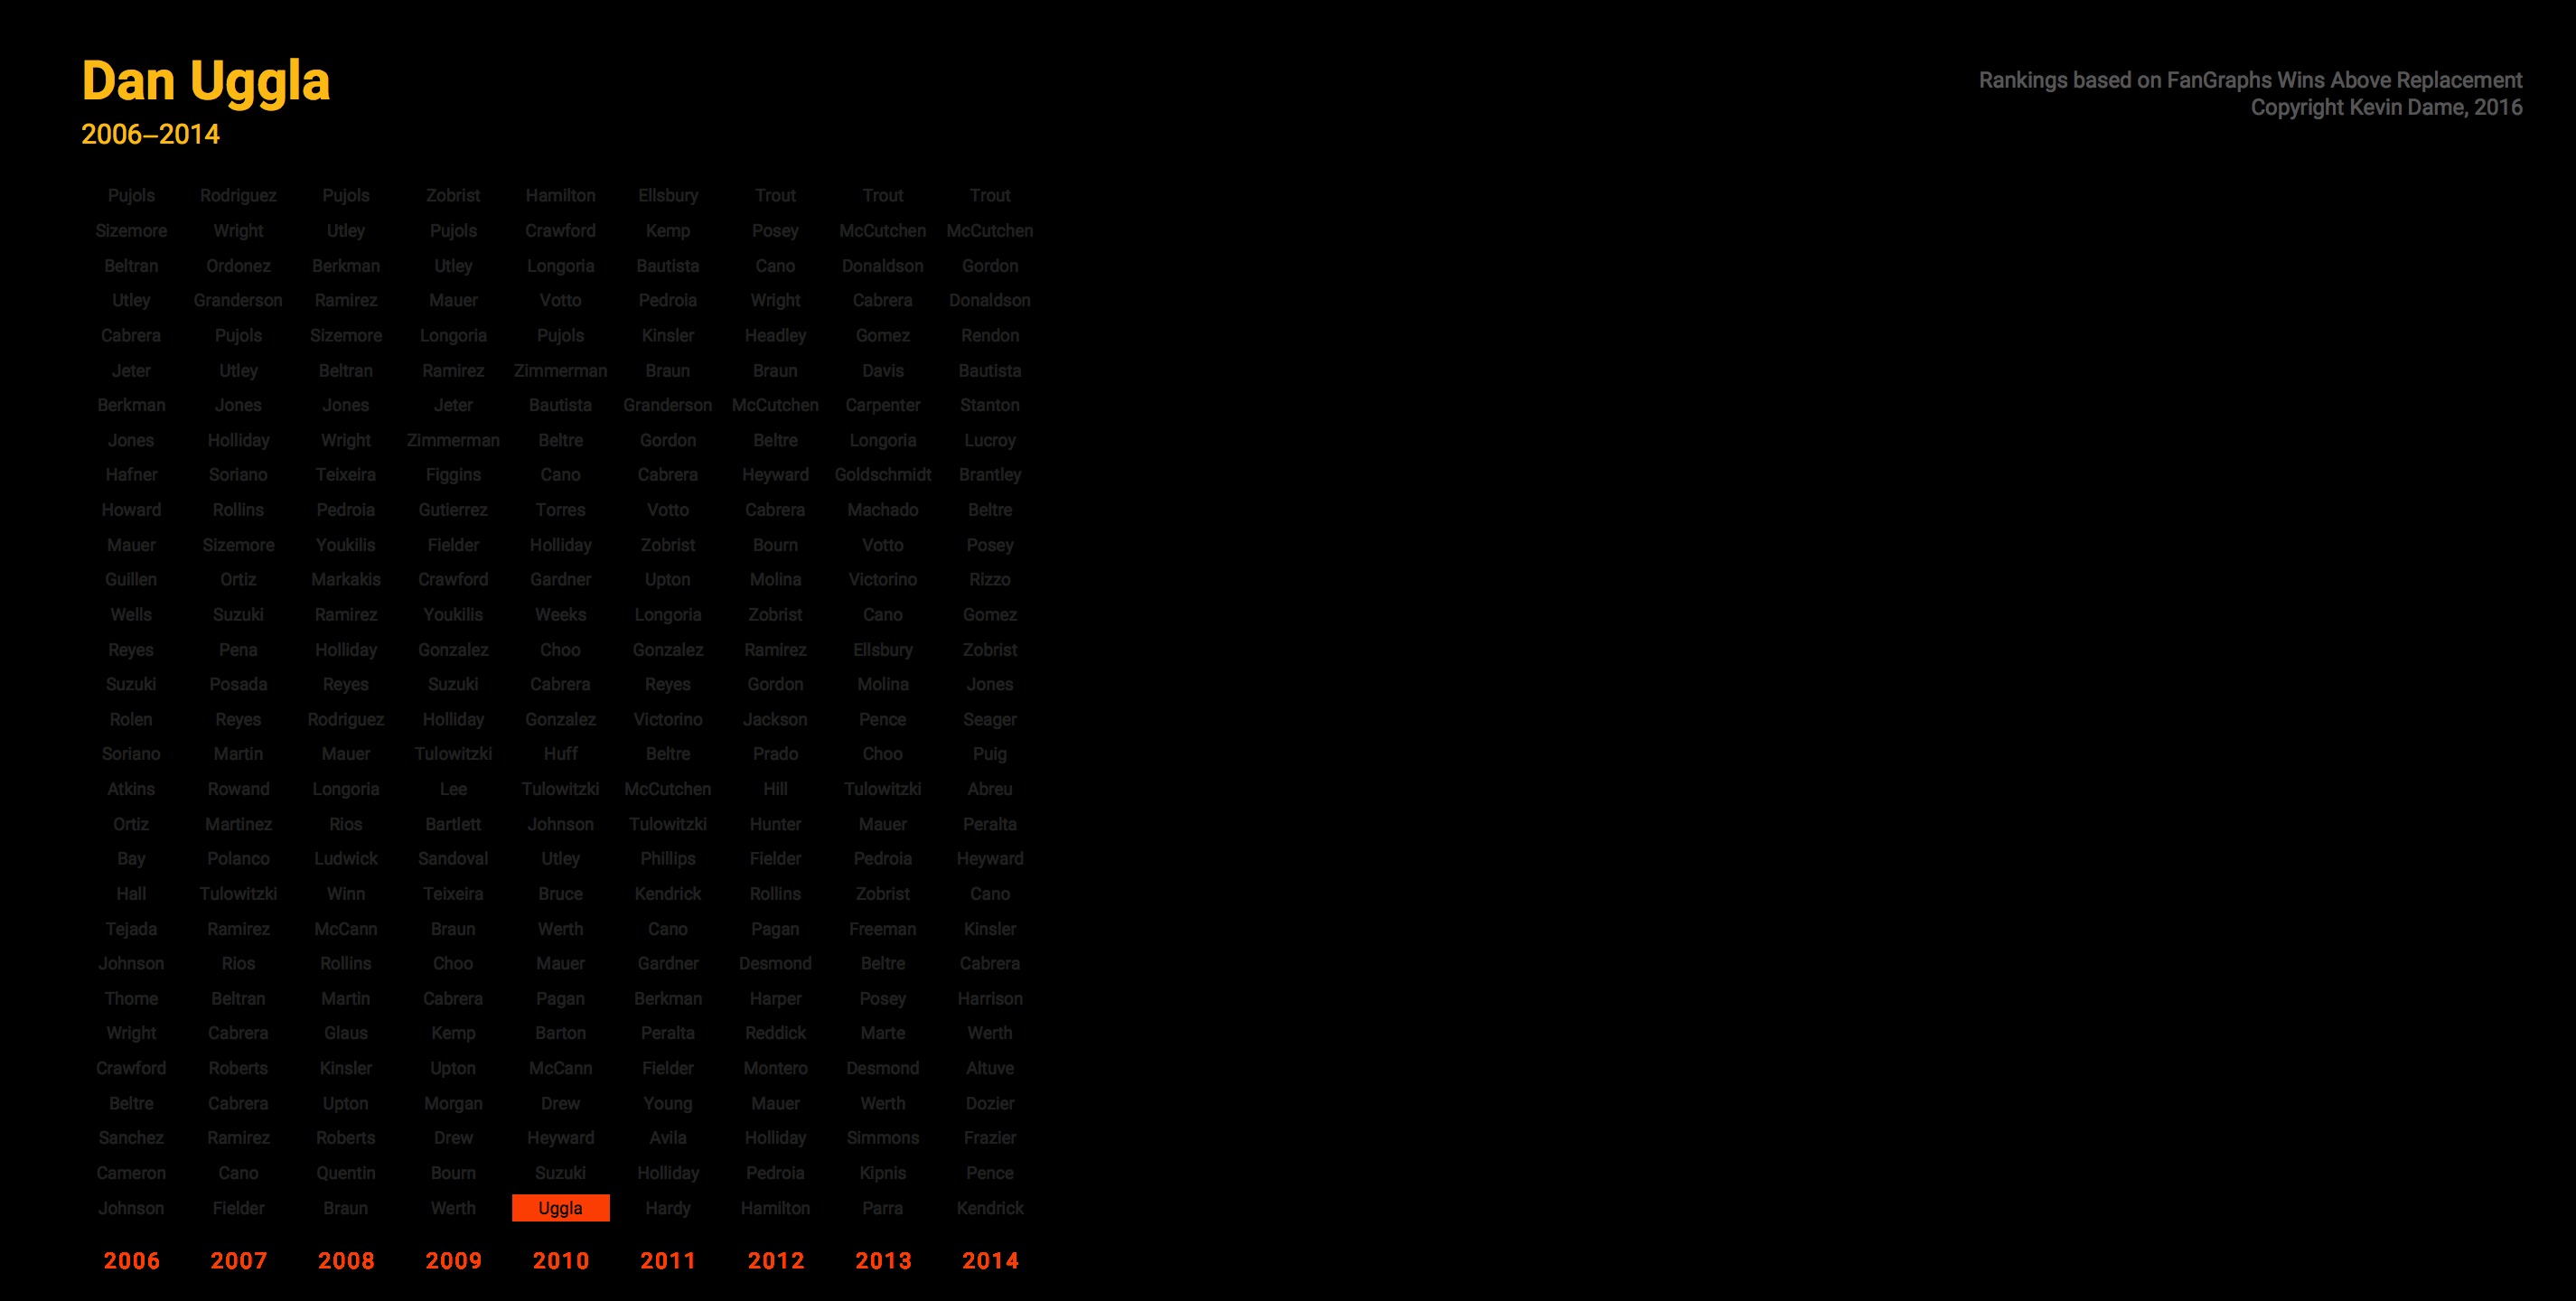 Dan Uggla
2006–2014
Rankings based on FanGraphs Wins Above Replacement
Copyright Kevin Dame, 2016
Pujols Rodriguez Pujols Zobrist Hamilton Ellsbury Trout Trout Trout
Sizemore Wright Utley Pujols Crawford Kemp Posey McCutchen McCutchen
Beltran Ordonez Berkman Utley Longoria Bautista Cano Donaldson Gordon
Utley Granderson Ramirez Mauer Votto Pedroia Wright Cabrera Donaldson
Cabrera Pujols Sizemore Longoria Pujols Kinsler Headley Gomez Rendon
Jeter Utley Beltran Ramirez Zimmerman Braun Braun Davis Bautista
Berkman Jones Jones Jeter Bautista Granderson McCutchen Carpenter Stanton
Jones Holliday Wright Zimmerman Beltre Gordon Beltre Longoria Lucroy
Hafner Soriano Teixeira Figgins Cano Cabrera Heyward Goldschmidt Brantley
Howard Rollins Pedroia Gutierrez Torres Votto Cabrera Machado Beltre
Mauer Sizemore Youkilis Fielder Holliday Zobrist Bourn Votto Posey
Guillen Ortiz Markakis Crawford Gardner Upton Molina Victorino Rizzo
Wells Suzuki Ramirez Youkilis Weeks Longoria Zobrist Cano Gomez
Reyes Pena Holliday Gonzalez Choo Gonzalez Ramirez Ellsbury Zobrist
Suzuki Posada Reyes Suzuki Cabrera Reyes Gordon Molina Jones
Rolen Reyes Rodriguez Holliday Gonzalez Victorino Jackson Pence Seager
Soriano Martin Mauer Tulowitzki Huff Beltre Prado Choo Puig
Atkins Rowand Longoria Lee Tulowitzki McCutchen Hill Tulowitzki Abreu
Ortiz Martinez Rios Bartlett Johnson Tulowitzki Hunter Mauer Peralta
Bay Polanco Ludwick Sandoval Utley Phillips Fielder Pedroia Heyward
Hall Tulowitzki Winn Teixeira Bruce Kendrick Rollins Zobrist Cano
Tejada Ramirez McCann Braun Werth Cano Pagan Freeman Kinsler
Johnson Rios Rollins Choo Mauer Gardner Desmond Beltre Cabrera
Thome Beltran Martin Cabrera Pagan Berkman Harper Posey Harrison
Wright Cabrera Glaus Kemp Barton Peralta Reddick Marte Werth
Crawford Roberts Kinsler Upton McCann Fielder Montero Desmond Altuve
Beltre Cabrera Upton Morgan Drew Young Mauer Werth Dozier
Sanchez Ramirez Roberts Drew Heyward Avila Holliday Simmons Frazier
Cameron Cano Quentin Bourn Suzuki Holliday Pedroia Kipnis Pence
Johnson Fielder Braun Werth Uggla Hardy Hamilton Parra Kendrick
2006 2007 2008 2009 2010 2011 2012 2013 2014